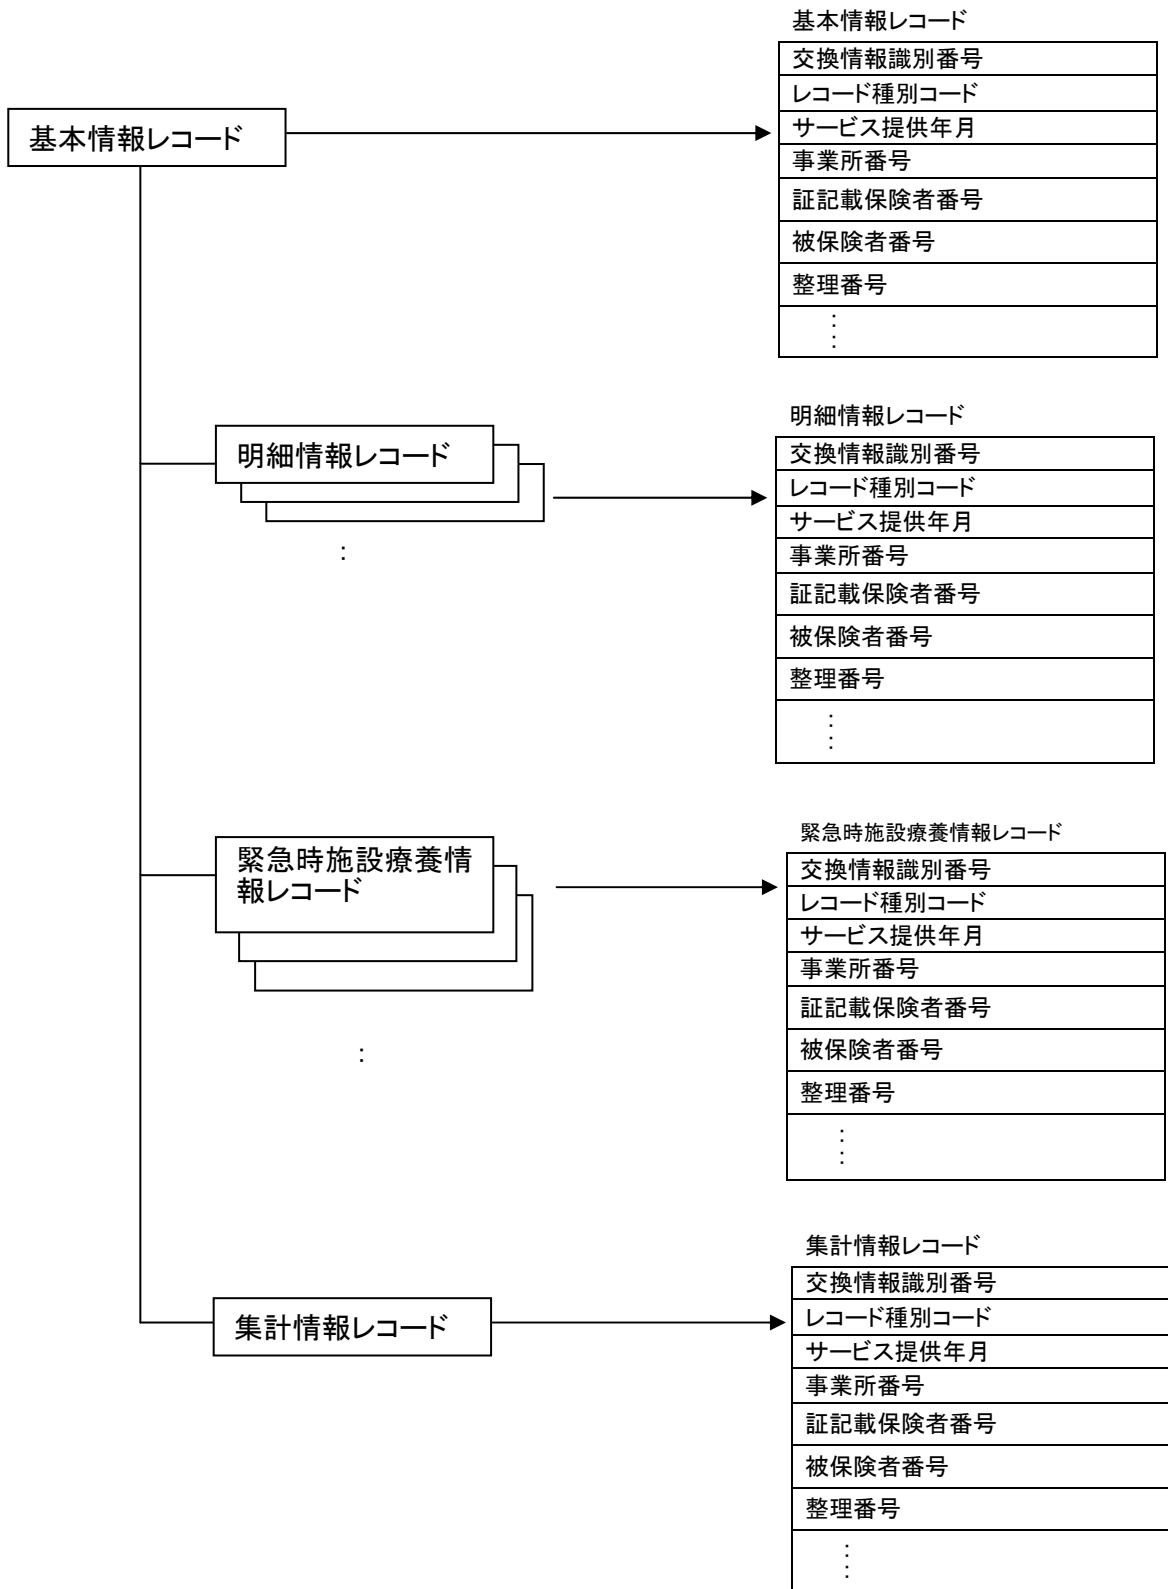 基本情報レコード
交換情報識別番号
レコード種別コード
サービス提供年月
事業所番号
証記載保険者番号
被保険者番号
整理番号
：
：
基本情報レコード
明細情報レコード
：
明細情報レコード
交換情報識別番号
レコード種別コード
サービス提供年月
事業所番号
証記載保険者番号
被保険者番号
整理番号
：
：
緊急時施設療養情
報レコード
：
緊急時施設療養情報レコード
交換情報識別番号
レコード種別コード
サービス提供年月
事業所番号
証記載保険者番号
被保険者番号
整理番号
：
：
集計情報レコード
集計情報レコード
交換情報識別番号
レコード種別コード
サービス提供年月
事業所番号
証記載保険者番号
被保険者番号
整理番号
：
：